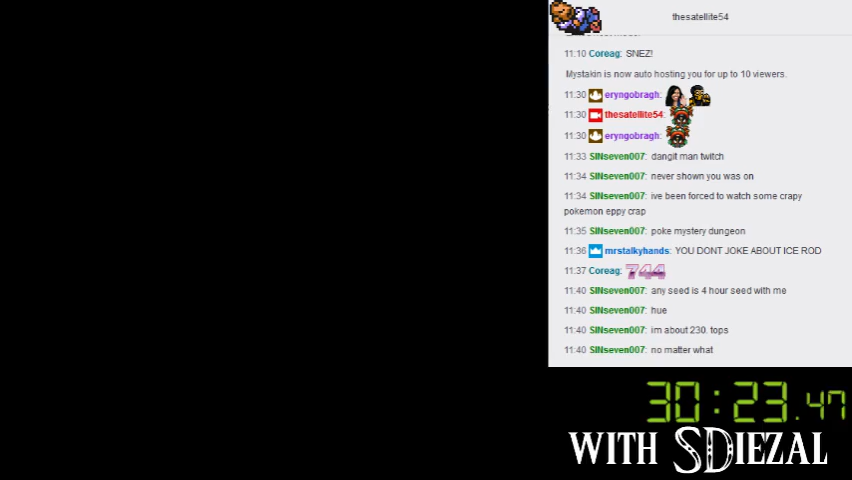 thesatellite54
11:10 Coreag: SNEZ!
Mystakin is now auto hosting you for up to 10 viewers.
11:30 eryngobragh:
11:30 thesatellite54:
11:30 eryngobragh:
11:33 SINseven007: dangit man twitch
11:34 SINseven007: never shown you was on
11:34 SINseven007: ive been forced to watch some crapy
pokemon eppy crap
11:35 SINseven007: poke mystery dungeon
11:36 mrstalkyhands: YOU DONT JOKE ABOUT ICE ROD
11:37 Coreag: 744
11:40 SINseven007: any seed is 4 hour seed with me
11:40 SINseven007: hue
11:40 SINseven007: im about 230. tops
11:40 SINseven007: no matter what
30:23.47
WITH SDIEZAL